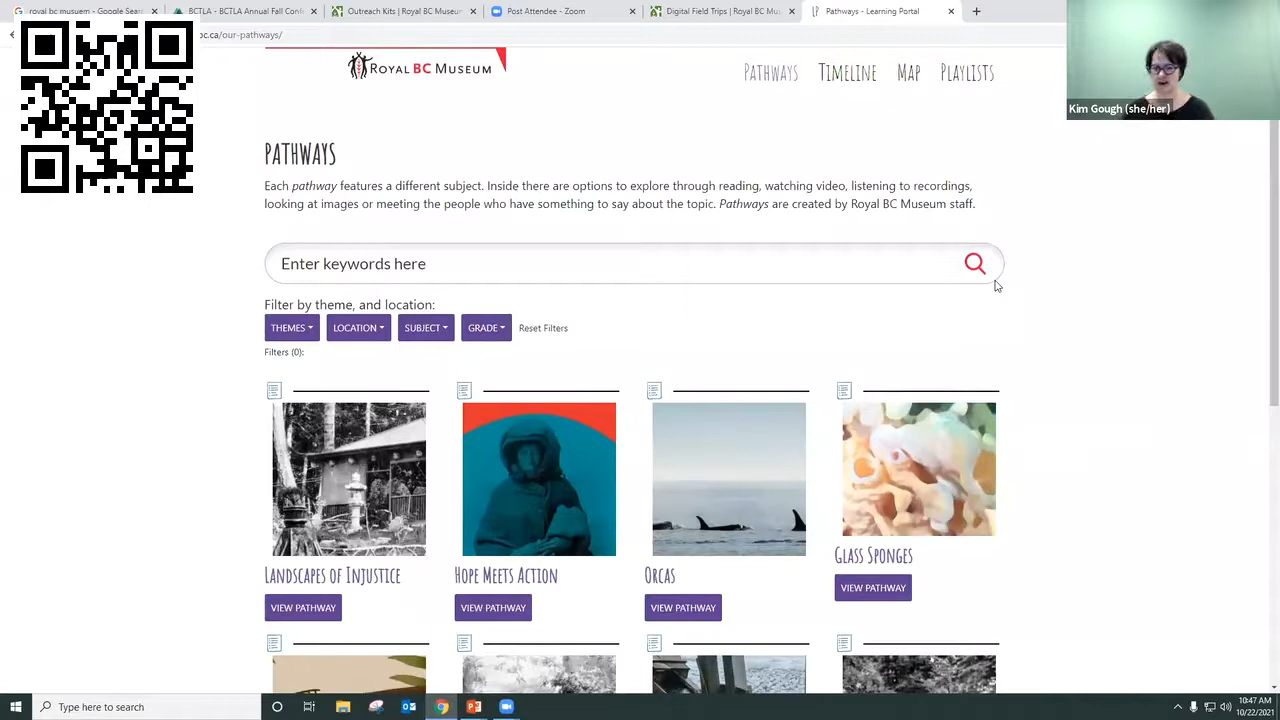 royal bc museum - Google Sear
BCTLA - BCTLA Annual Fall Conf
Outreach Kits | Royal BC Museum
Post Attendee - Zoom
Digital Field Trips | Royal BC Mus
Pathways - Learning Portal
bc.ca/our-pathways/
ROYAL BC MUSEUM
PATHWAYS
TIMELINE
MAP
PLAYLISTS
Kim Gough (she/her)
PATHWAYS
Each pathway features a different subject. Inside there are options to explore through reading, watching video, listening to recordings,
looking at images or meeting the people who have something to say about the topic. Pathways are created by Royal BC Museum staff.
Enter keywords here
Filter by theme, and location:
THEMES
LOCATION
SUBJECT
GRADE
Reset Filters
Filters (0):
LANDSCAPES OF INJUSTICE
HOPE MEETS ACTION
ORCAS
GLASS SPONGES
VIEW PATHWAY
VIEW PATHWAY
VIEW PATHWAY
VIEW PATHWAY
Type here to search
10:47 AM
10/22/2021